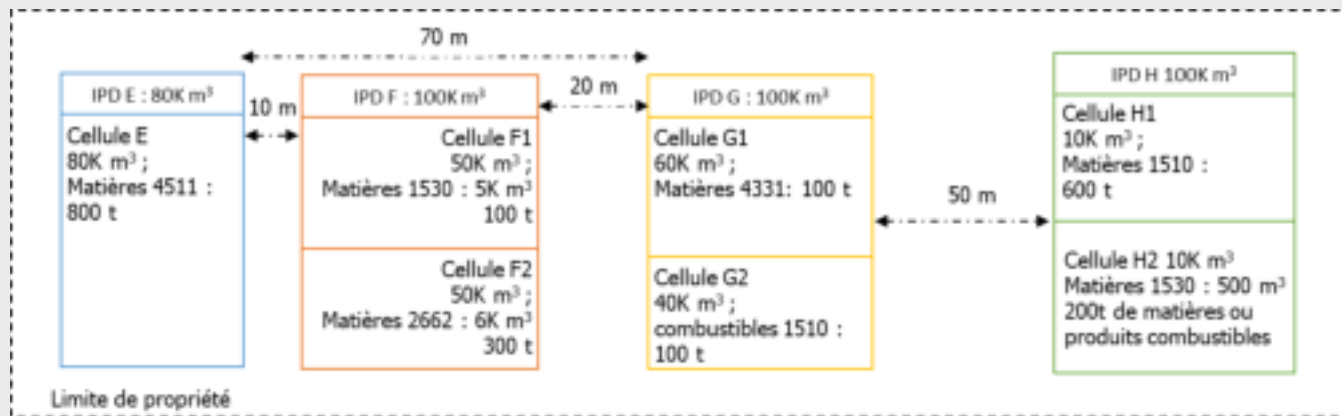 70 m
IPD E : 80K m³
10 m
IPD F : 100K m³
20 m
IPD G : 100K m³
IPD H 100K m³
Cellule E
80K m³ ;
Matières 4511 :
800 t
Cellule F1
50K m³ ;
Matières 1530 : 5K m³
100 t
Cellule F2
50K m³ ;
Matières 2662 : 6K m³
300 t
Cellule G1
60K m³ ;
Matières 4331: 100 t
Cellule G2
40K m³ ;
combustibles 1510 :
100 t
50 m
Cellule H1
10K m³ ;
Matières 1510 :
600 t
Cellule H2 10K m³
Matières 1530 : 500 m³
200t de matières ou
produits combustibles
Limite de propriété